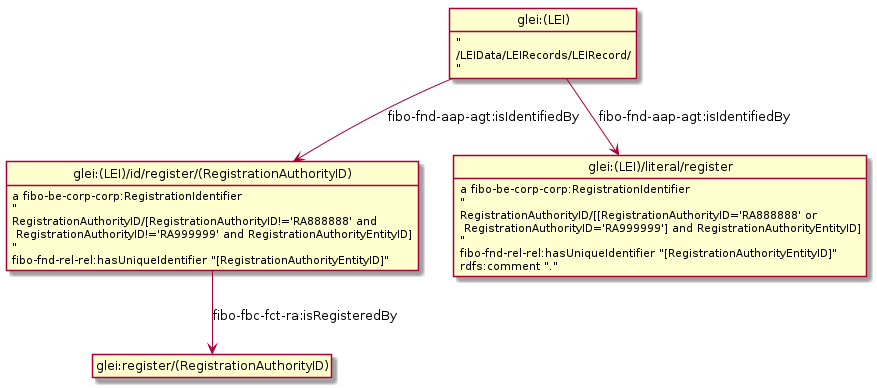 glei:(LEI)
"
/LEIData/LEIRecords/LEIRecord/
"
fibo-fnd-aap-agt:isIdentifiedBy
fibo-fnd-aap-agt:isIdentifiedBy
glei:(LEI)/id/register/(RegistrationAuthorityID)
a fibo-be-corp-corp:RegistrationIdentifier
"
RegistrationAuthorityID/[RegistrationAuthorityID!='RA888888' and
RegistrationAuthorityID!='RA999999' and RegistrationAuthorityEntityID]
"
fibo-fnd-rel-rel:hasUniqueIdentifier "[RegistrationAuthorityEntityID]"
glei:(LEI)/literal/register
a fibo-be-corp-corp:RegistrationIdentifier
"
RegistrationAuthorityID/[[RegistrationAuthorityID='RA888888' or
RegistrationAuthorityID='RA999999'] and RegistrationAuthorityEntityID]
"
fibo-fnd-rel-rel:hasUniqueIdentifier "[RegistrationAuthorityEntityID]"
rdfs:comment "."
fibo-fbc-fct-ra:isRegisteredBy
glei:register/(RegistrationAuthorityID)